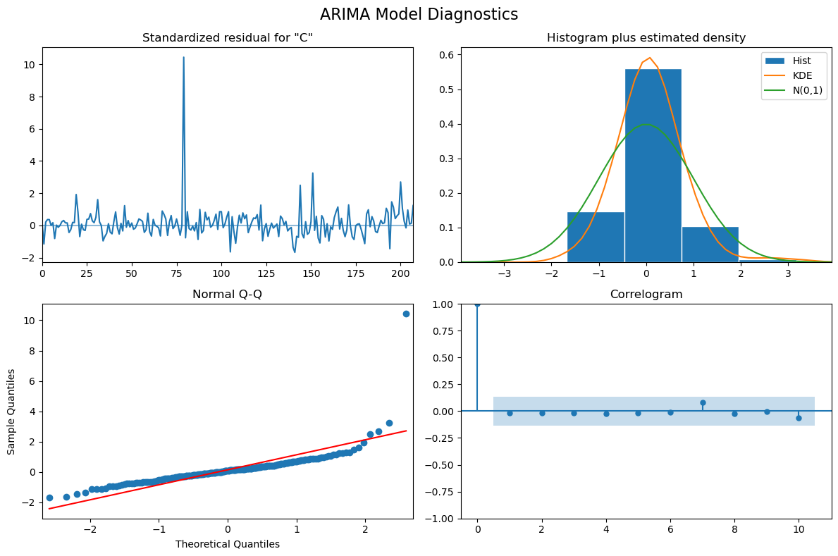 ARIMA Model Diagnostics
Standardized residual for "C"
10
8
6
4
2
0
−2
0 25 50 75 100 125 150 175 200
Histogram plus estimated density
Hist
KDE
N(0,1)
0.6
0.5
0.4
0.3
0.2
0.1
0.0
−3 −2 −1 0 1 2 3
Normal Q-Q
Sample Quantiles
10
8
6
4
2
0
−2
−2 −1 0 1 2
Theoretical Quantiles
Correlogram
1.00
0.75
0.50
0.25
0.00
−0.25
−0.50
−0.75
−1.00
0 2 4 6 8 10